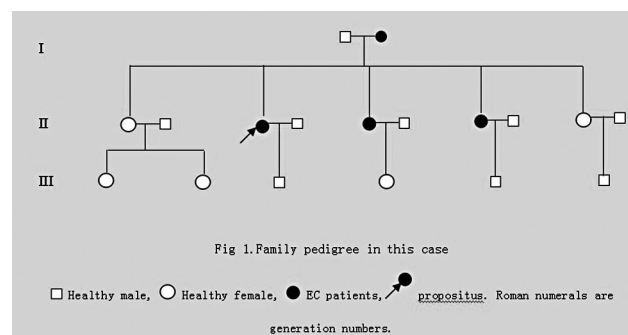 I
II
III
Fig 1.Family pedigree in this case
Healthy male, Healthy female, EC patients, propositus. Roman numerals are
generation numbers.